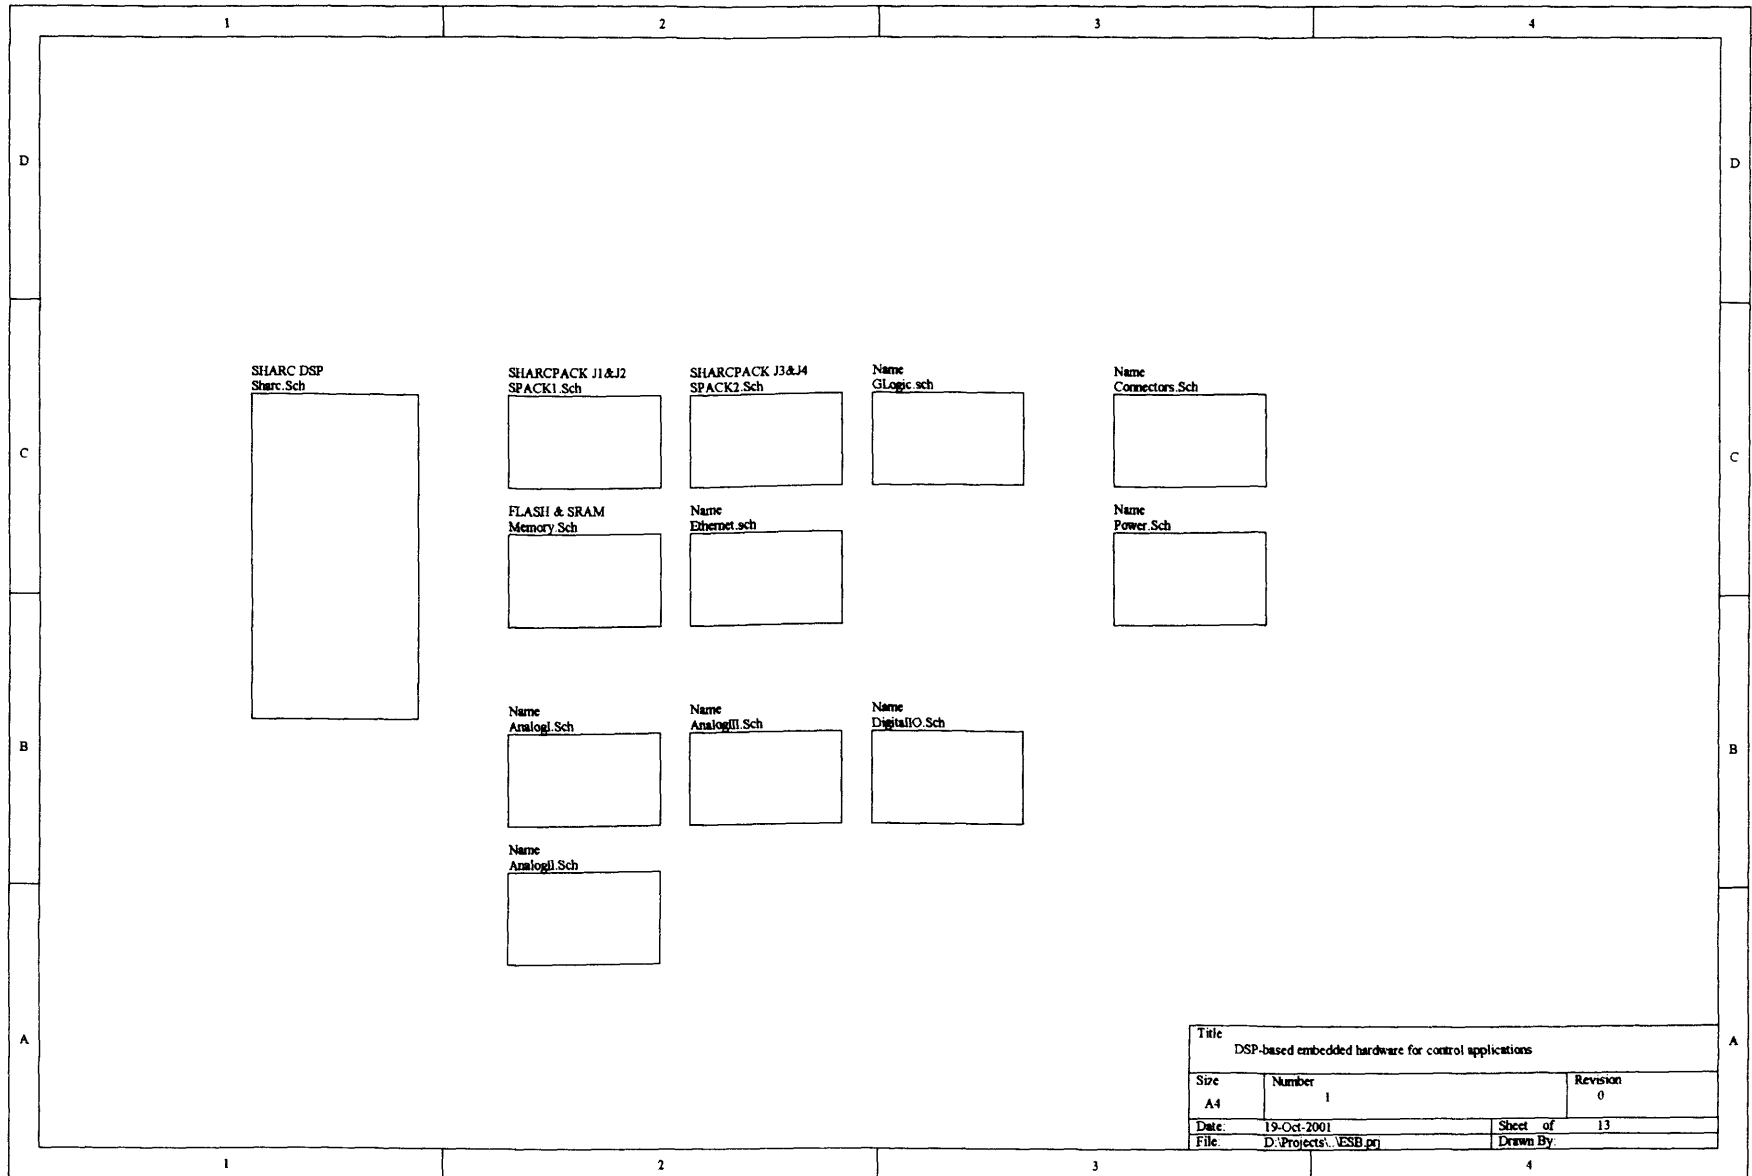 1 2 3 4
D D
SHARC DSP
Sharc.Sch
SHARCPACK J1&J2
SPACK1.Sch
SHARCPACK J3&J4
SPACK2.Sch
Name
GLogic.sch
Name
Connectors.Sch
C C
FLASH & SRAM
Memory.Sch
Name
Ethernet.sch
Name
Power.Sch
Name
AnalogI.Sch
Name
AnalogIII.Sch
Name
DigitalIO.Sch
B B
Name
AnalogII.Sch
A A
Title
DSP-based embedded hardware for control applications
Size Number Revision
A4 1 0
Date: 19-Oct-2001 Sheet of 13
File: D:\Projects\..\ESB.prj Drawn By:
1 2 3 4